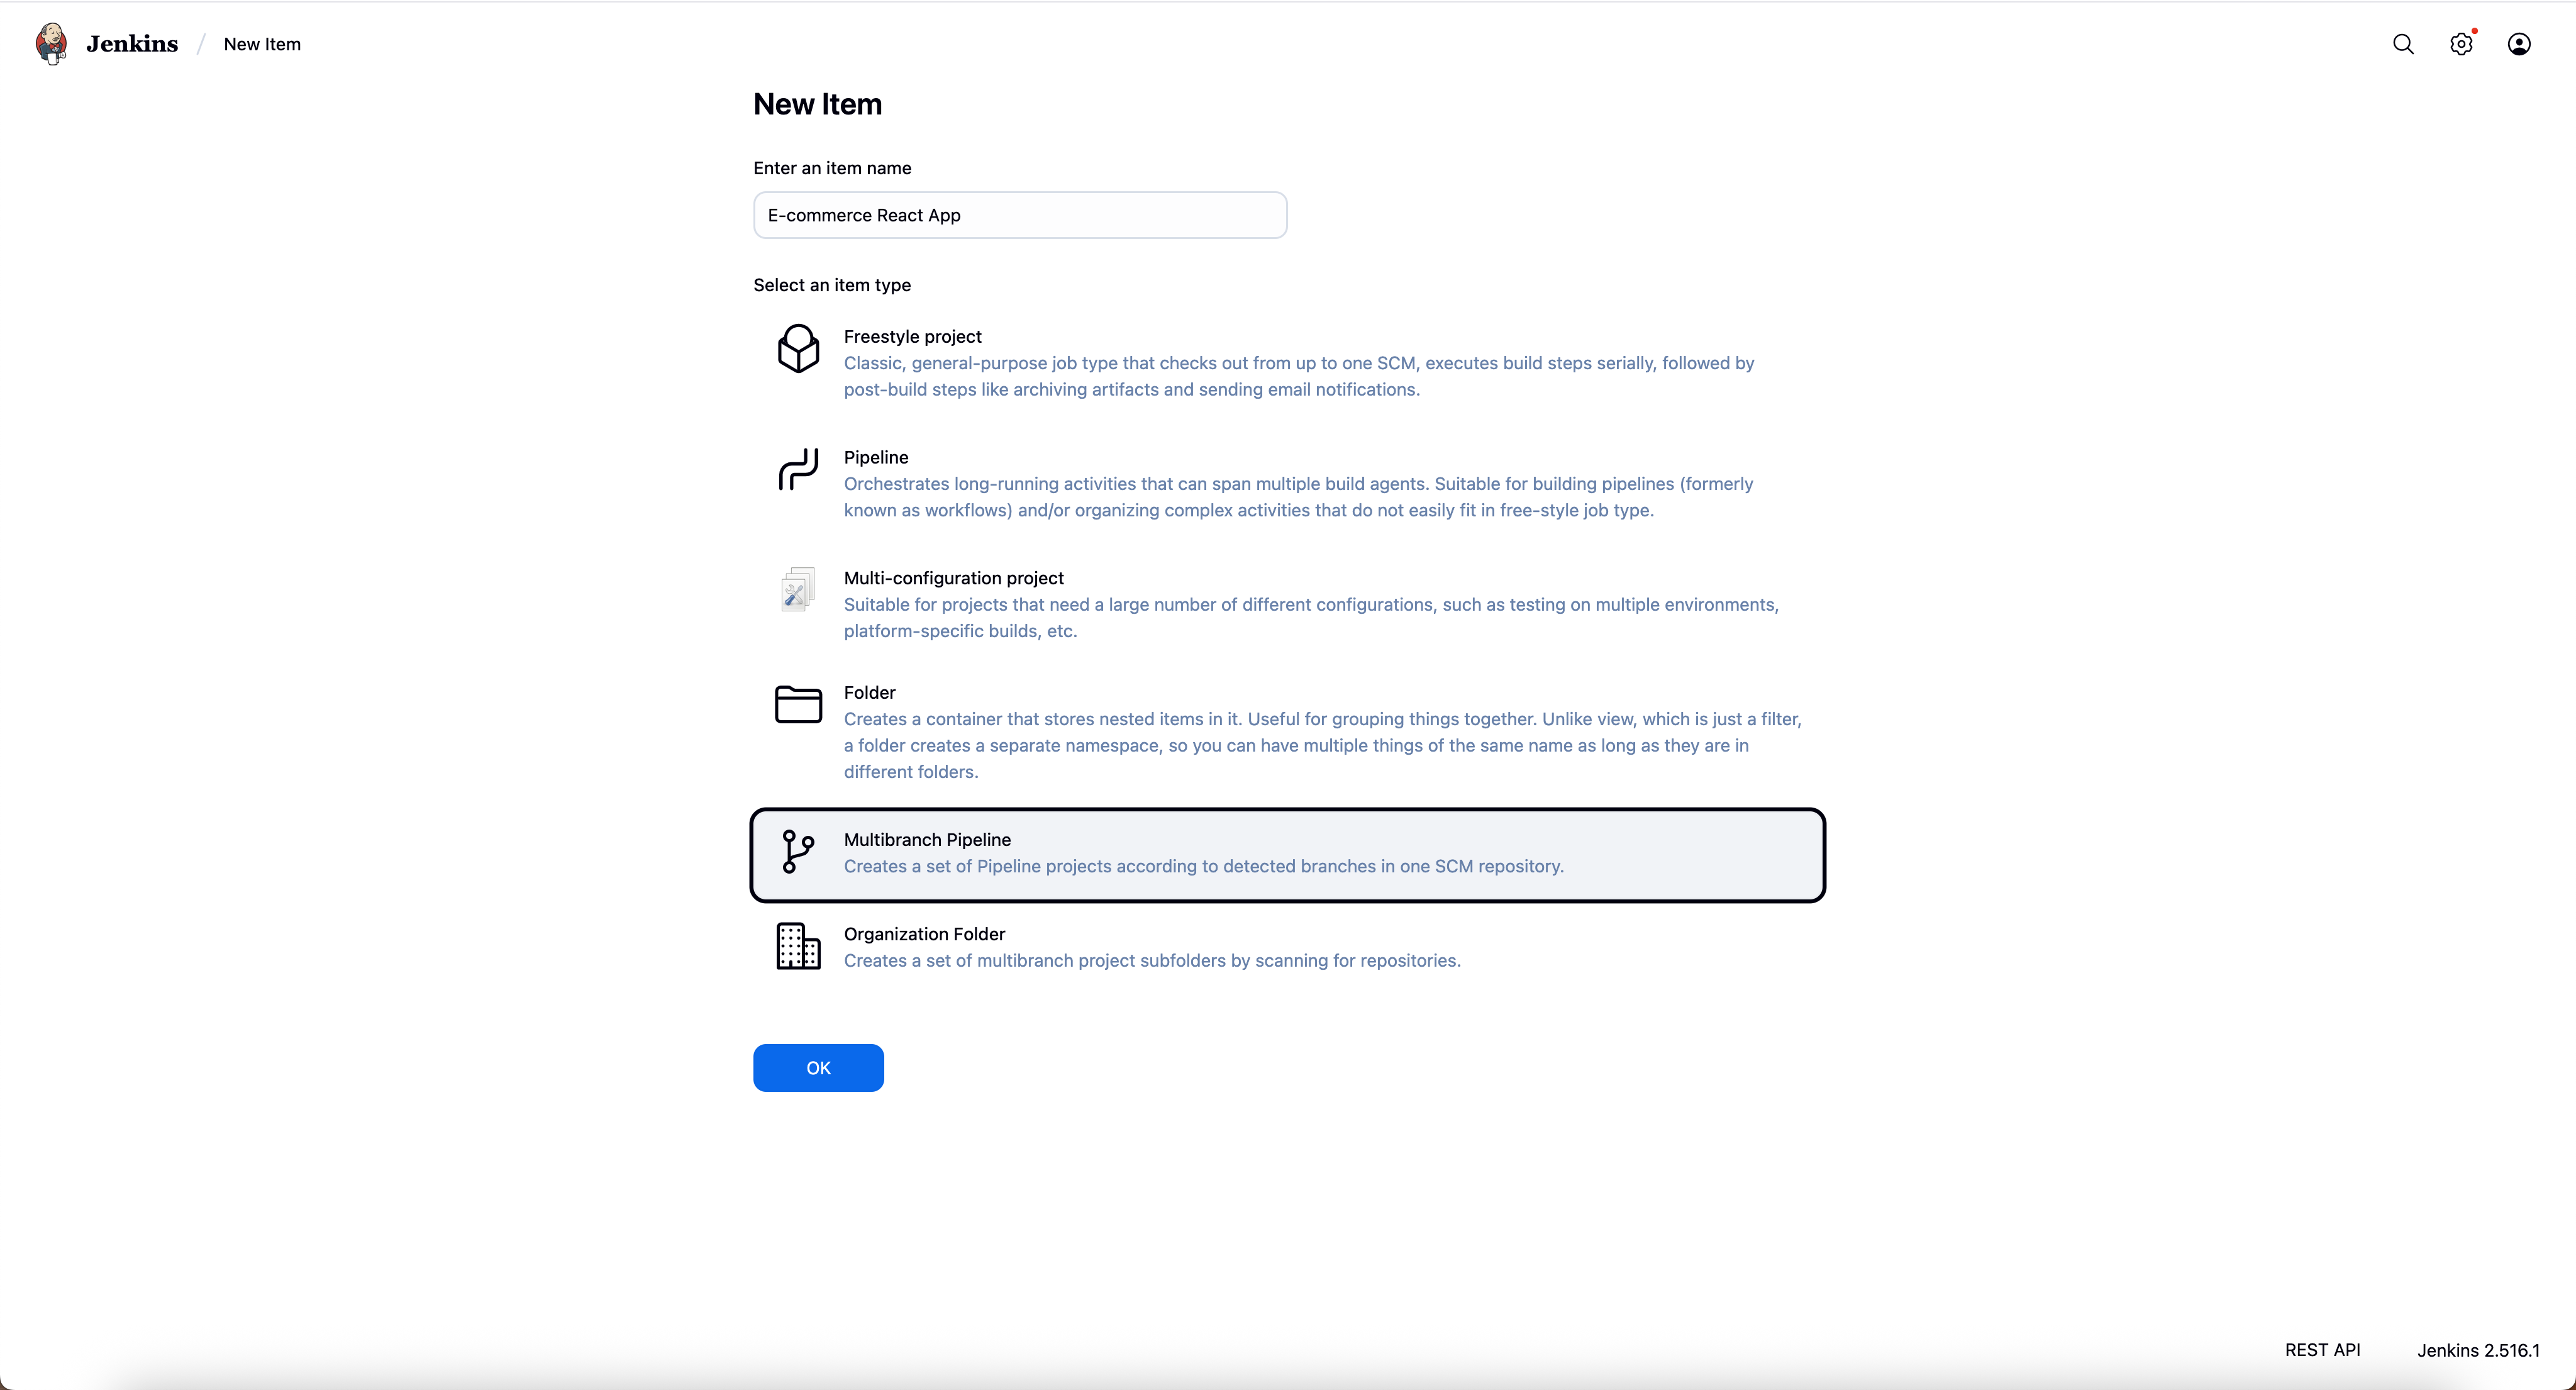 Jenkins / New Item
New Item
Enter an item name
E-commerce React App
Select an item type
Freestyle project
Classic, general-purpose job type that checks out from up to one SCM, executes build steps serially, followed by
post-build steps like archiving artifacts and sending email notifications.
Pipeline
Orchestrates long-running activities that can span multiple build agents. Suitable for building pipelines (formerly
known as workflows) and/or organizing complex activities that do not easily fit in free-style job type.
Multi-configuration project
Suitable for projects that need a large number of different configurations, such as testing on multiple environments,
platform-specific builds, etc.
Folder
Creates a container that stores nested items in it. Useful for grouping things together. Unlike view, which is just a filter,
a folder creates a separate namespace, so you can have multiple things of the same name as long as they are in
different folders.
Multibranch Pipeline
Creates a set of Pipeline projects according to detected branches in one SCM repository.
Organization Folder
Creates a set of multibranch project subfolders by scanning for repositories.
OK
REST API Jenkins 2.516.1